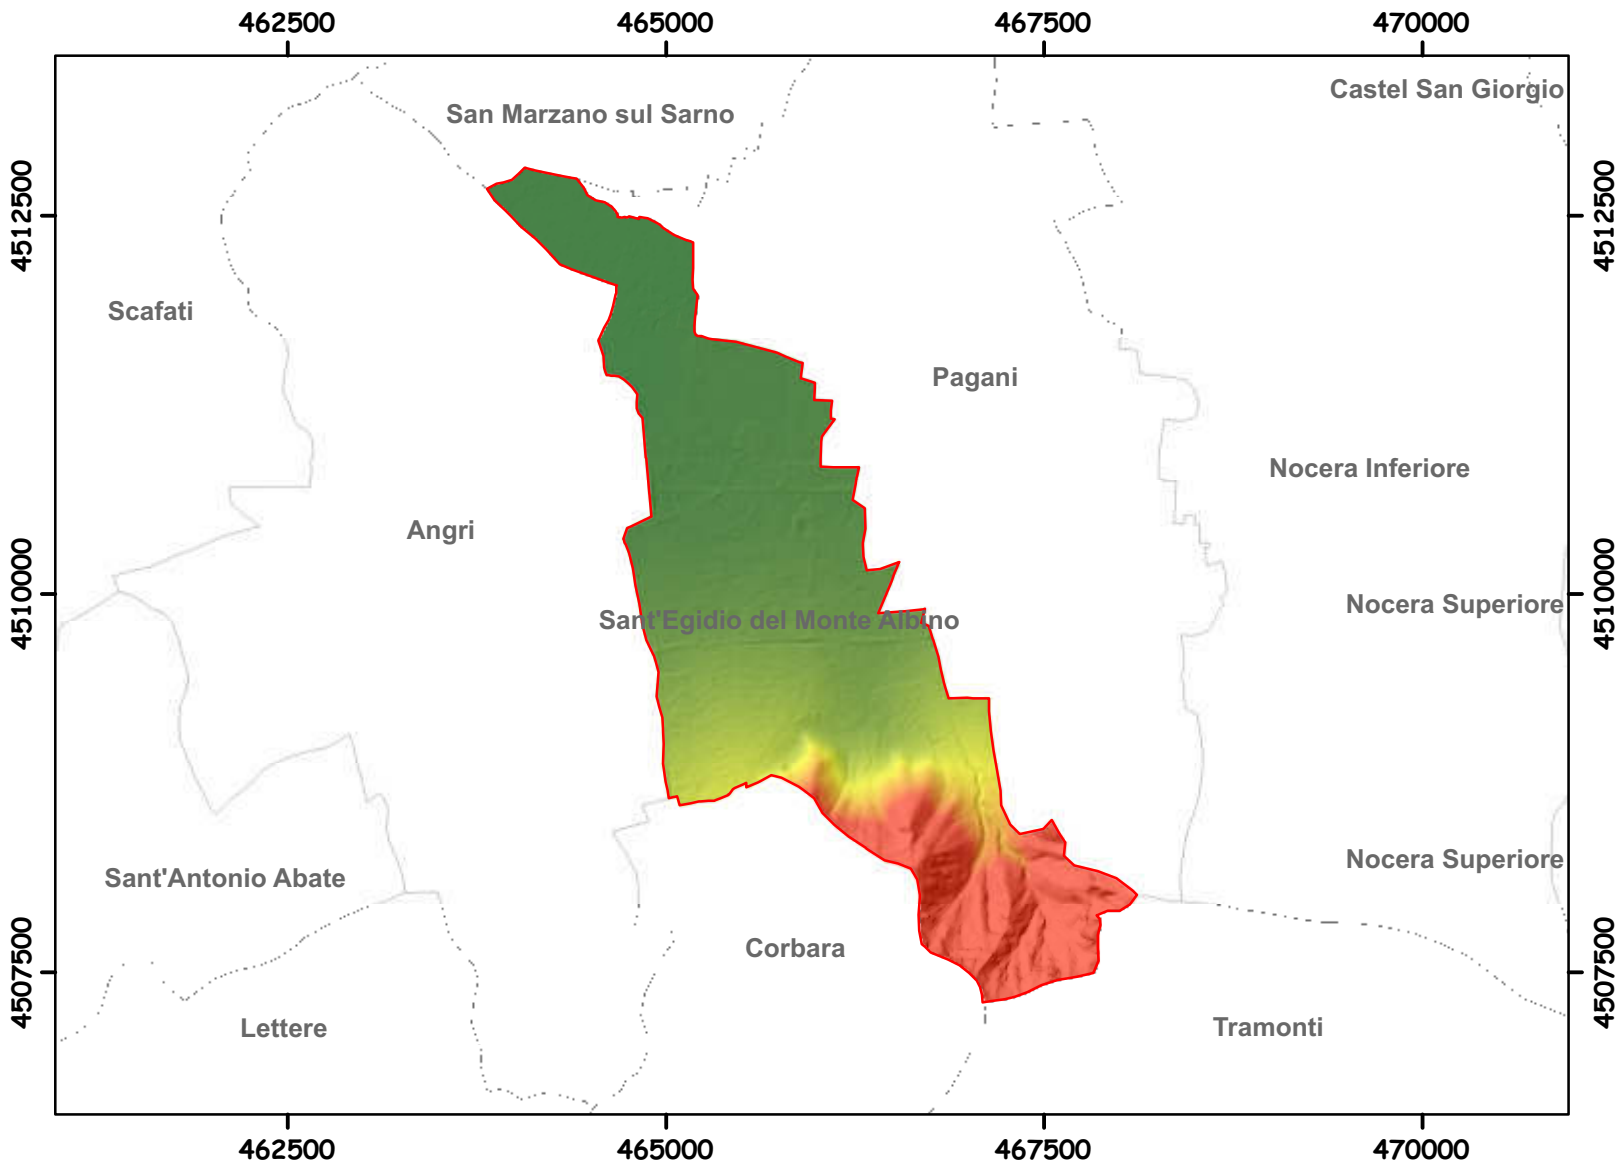 462500 465000 467500 470000
Castel San Giorgio
San Marzano sul Sarno
4512500 4512500
Scafati
Pagani
Nocera Inferiore
Angri
4510000 4510000
Nocera Superiore
Sant'Egidio del Monte Albino
Nocera Superiore
Sant'Antonio Abate
Corbara
4507500 4507500
Lettere
Tramonti
462500 465000 467500 470000